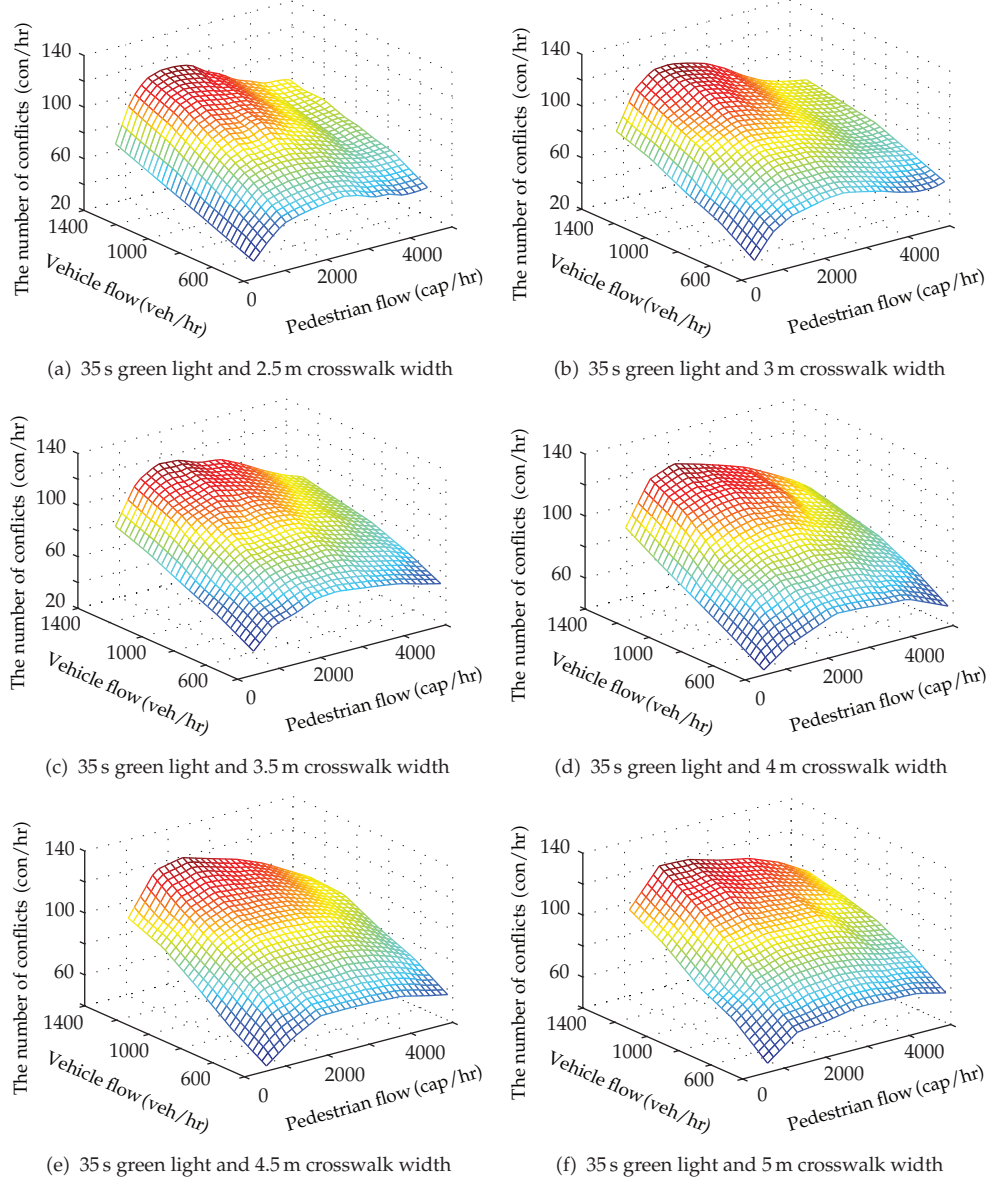 The number of conflicts (con/hr)
140
100
60
20
1400
1000
600
Vehicle flow (veh/hr)
0
2000
4000
Pedestrian flow (cap/hr)
(a) 35 s green light and 2.5 m crosswalk width
The number of conflicts (con/hr)
140
100
60
20
1400
1000
600
Vehicle flow (veh/hr)
0
2000
4000
Pedestrian flow (cap/hr)
(b) 35 s green light and 3 m crosswalk width
The number of conflicts (con/hr)
140
100
60
20
1400
1000
600
Vehicle flow (veh/hr)
0
2000
4000
Pedestrian flow (cap/hr)
(c) 35 s green light and 3.5 m crosswalk width
The number of conflicts (con/hr)
140
100
60
1400
1000
600
Vehicle flow (veh/hr)
0
2000
4000
Pedestrian flow (cap/hr)
(d) 35 s green light and 4 m crosswalk width
The number of conflicts (con/hr)
140
100
60
1400
1000
600
Vehicle flow (veh/hr)
0
2000
4000
Pedestrian flow (cap/hr)
(e) 35 s green light and 4.5 m crosswalk width
The number of conflicts (con/hr)
140
100
60
1400
1000
600
Vehicle flow (veh/hr)
0
2000
4000
Pedestrian flow (cap/hr)
(f) 35 s green light and 5 m crosswalk width